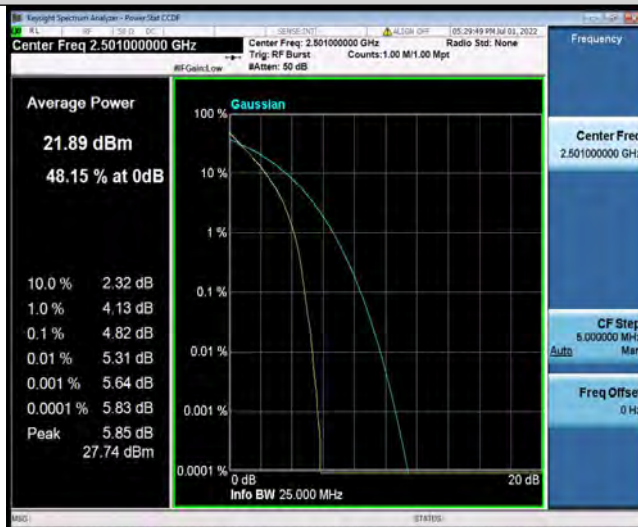 Keysight Spectrum Analyzer - Power Stat CCDF
RL RF 50 Ω DC SENSE:INT ALIGN OFF 05:29:49 PM Jul 01, 2022
Center Freq 2.501000000 GHz
Center Freq: 2.501000000 GHz Radio Std: None
Trig: RF Burst Counts:1.00 M/1.00 Mpt
#IFGain:Low #Atten: 50 dB
Frequency
Average Power
21.89 dBm
48.15 % at 0dB
10.0 % 2.32 dB
1.0 % 4.13 dB
0.1 % 4.82 dB
0.01 % 5.31 dB
0.001 % 5.64 dB
0.0001 % 5.83 dB
Peak 5.85 dB
27.74 dBm
Gaussian
100 %
10 %
1 %
0.1 %
0.01 %
0.001 %
0.0001 %
0 dB 20 dB
Info BW 25.000 MHz
Center Freq
2.501000000 GHz
CF Step
5.000000 MHz
Auto Man
Freq Offset
0 Hz
MSG STATUS